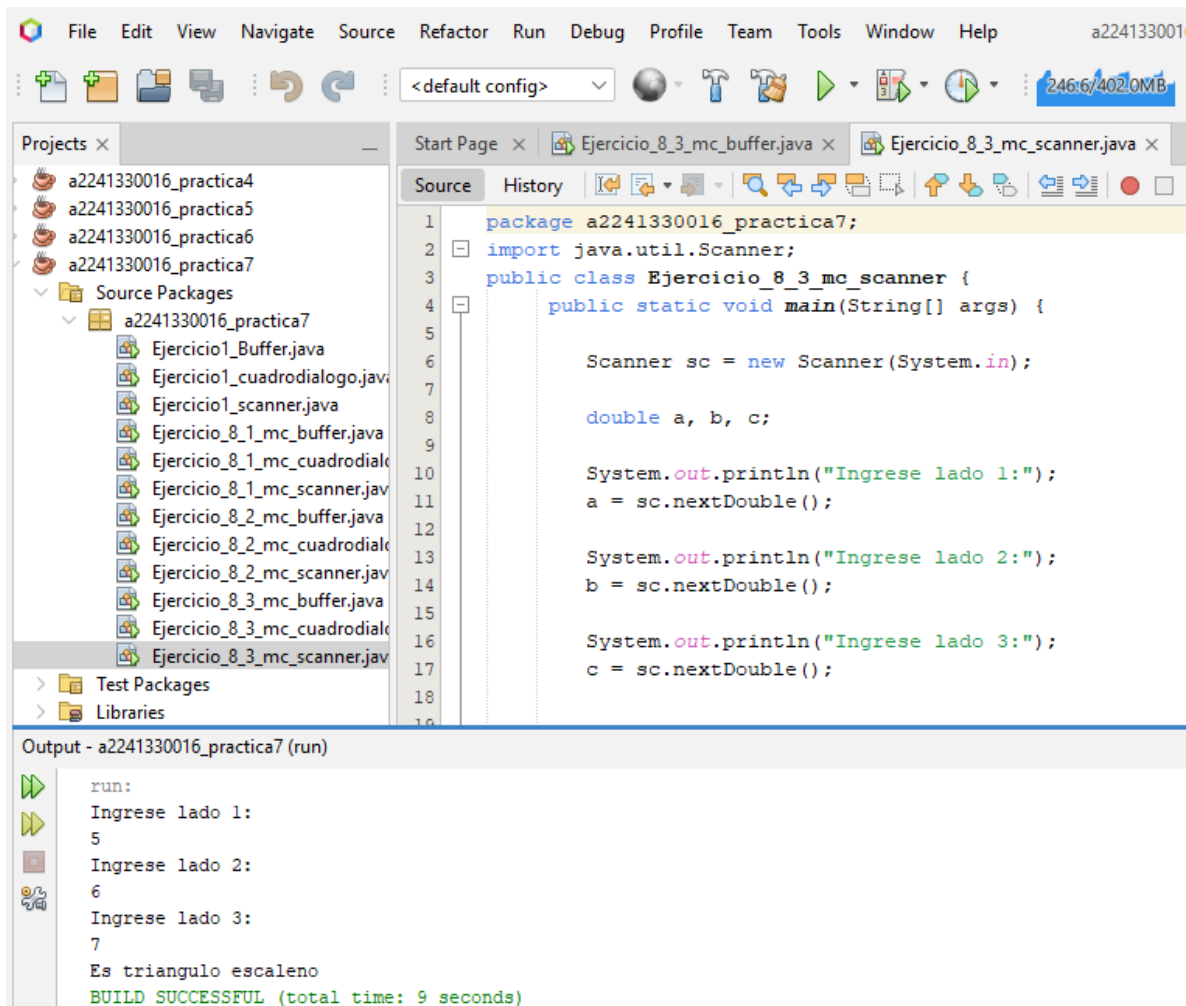 File Edit View Navigate Source Refactor Run Debug Profile Team Tools Window Help a2241330016
<default config> 246.6/402.0MB
Projects
a2241330016_practica4
a2241330016_practica5
a2241330016_practica6
a2241330016_practica7
Source Packages
a2241330016_practica7
Ejercicio1_Buffer.java
Ejercicio1_cuadrodialogo.java
Ejercicio1_scanner.java
Ejercicio_8_1_mc_buffer.java
Ejercicio_8_1_mc_cuadrodialo
Ejercicio_8_1_mc_scanner.jav
Ejercicio_8_2_mc_buffer.java
Ejercicio_8_2_mc_cuadrodialo
Ejercicio_8_2_mc_scanner.jav
Ejercicio_8_3_mc_buffer.java
Ejercicio_8_3_mc_cuadrodialo
Ejercicio_8_3_mc_scanner.jav
Test Packages
Libraries
Start Page Ejercicio_8_3_mc_buffer.java Ejercicio_8_3_mc_scanner.java
Source History
1 package a2241330016_practica7;
2 import java.util.Scanner;
3 public class Ejercicio_8_3_mc_scanner {
4 public static void main(String[] args) {
5
6 Scanner sc = new Scanner(System.in);
7
8 double a, b, c;
9
10 System.out.println("Ingrese lado 1:");
11 a = sc.nextDouble();
12
13 System.out.println("Ingrese lado 2:");
14 b = sc.nextDouble();
15
16 System.out.println("Ingrese lado 3:");
17 c = sc.nextDouble();
18
19
Output - a2241330016_practica7 (run)
run:
Ingrese lado 1:
5
Ingrese lado 2:
6
Ingrese lado 3:
7
Es triangulo escaleno
BUILD SUCCESSFUL (total time: 9 seconds)